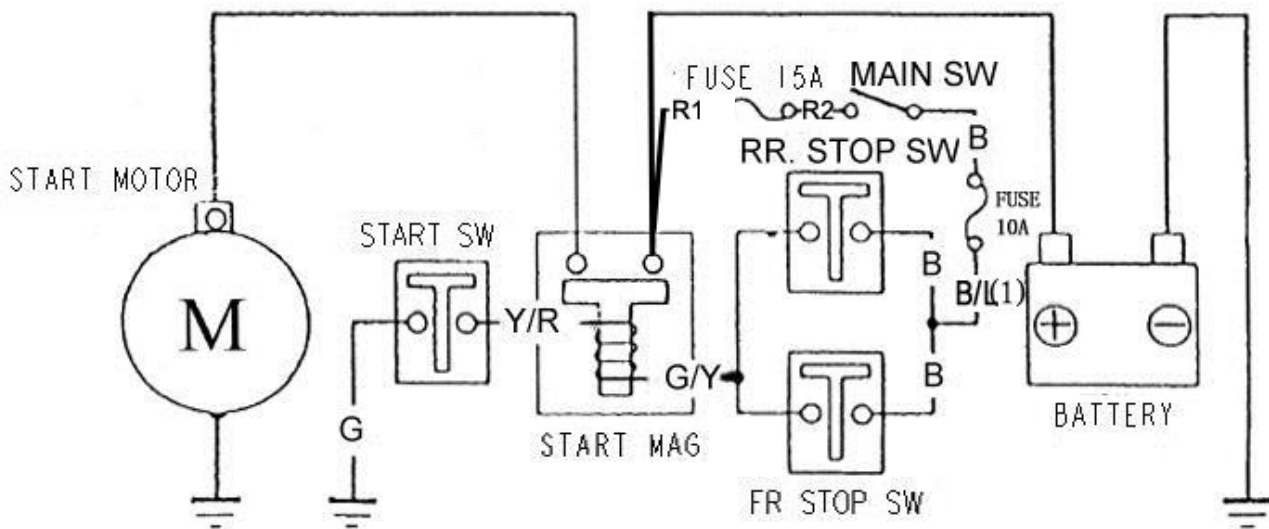 FUSE 15A MAIN SW
R1
R2
B
RR. STOP SW
START MOTOR
FUSE
10A
START SW
B
B/L(1)
M
Y/R
G/Y
B
G
BATTERY
START MAG
FR STOP SW